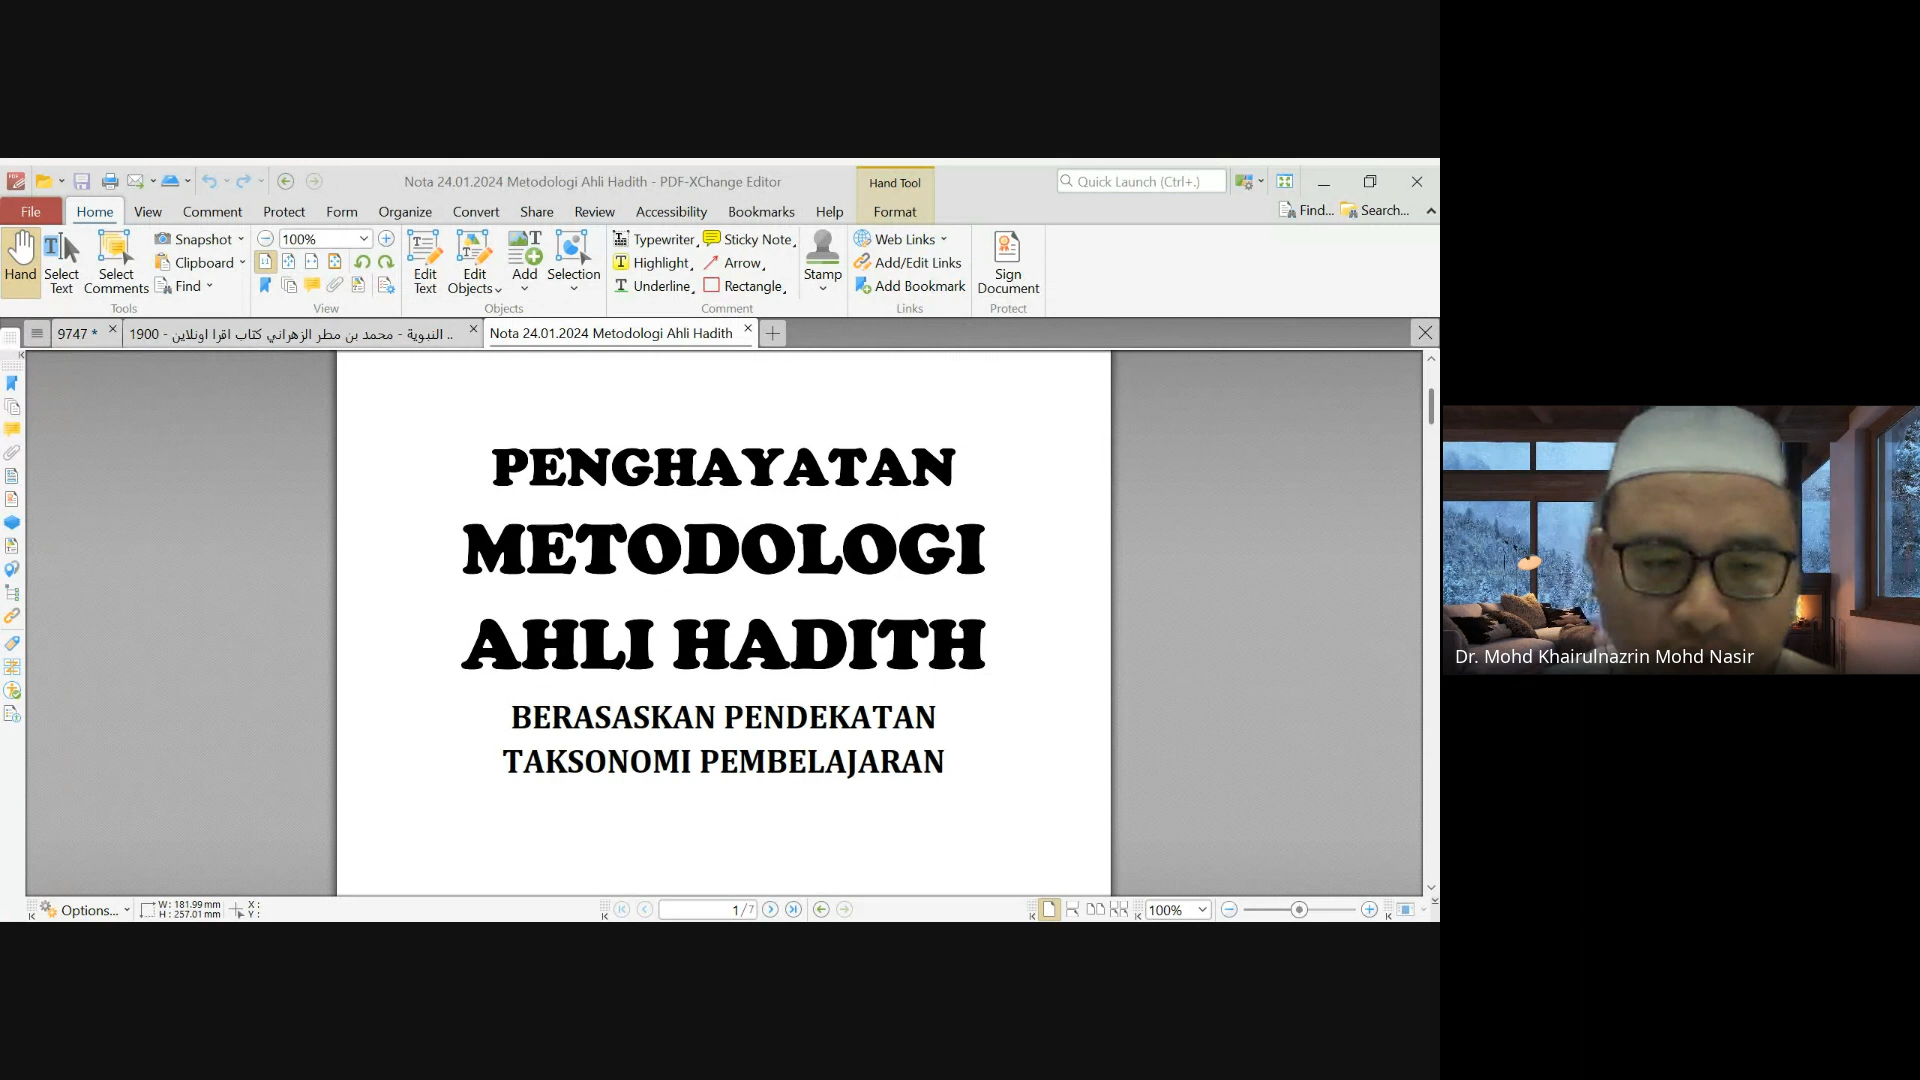 Nota 24.01.2024 Metodologi Ahli Hadith - PDF-XChange Editor
Hand Tool
Quick Launch (Ctrl+.)
File Home View Comment Protect Form Organize Convert Share Review Accessibility Bookmarks Help Format
Find... Search...
Hand
Select Text
Select Comments
Snapshot
Clipboard
Find
Tools
100%
View
Edit Text
Edit Objects
Add
Selection
Objects
Typewriter Sticky Note
Highlight Arrow
Underline Rectangle
Comment
Stamp
Web Links
Add/Edit Links
Add Bookmark
Links
Sign Document
Protect
9747 *
.. النبوية - محمد بن مطر الزهراني كتاب اقرا اونلاين - 1900
Nota 24.01.2024 Metodologi Ahli Hadith
PENGHAYATAN
METODOLOGI
AHLI HADITH
BERASASKAN PENDEKATAN
TAKSONOMI PEMBELAJARAN
Dr. Mohd Khairulnazrin Mohd Nasir
Options...
W: 181.99 mm
H: 257.01 mm
X:
Y:
1/7
100%